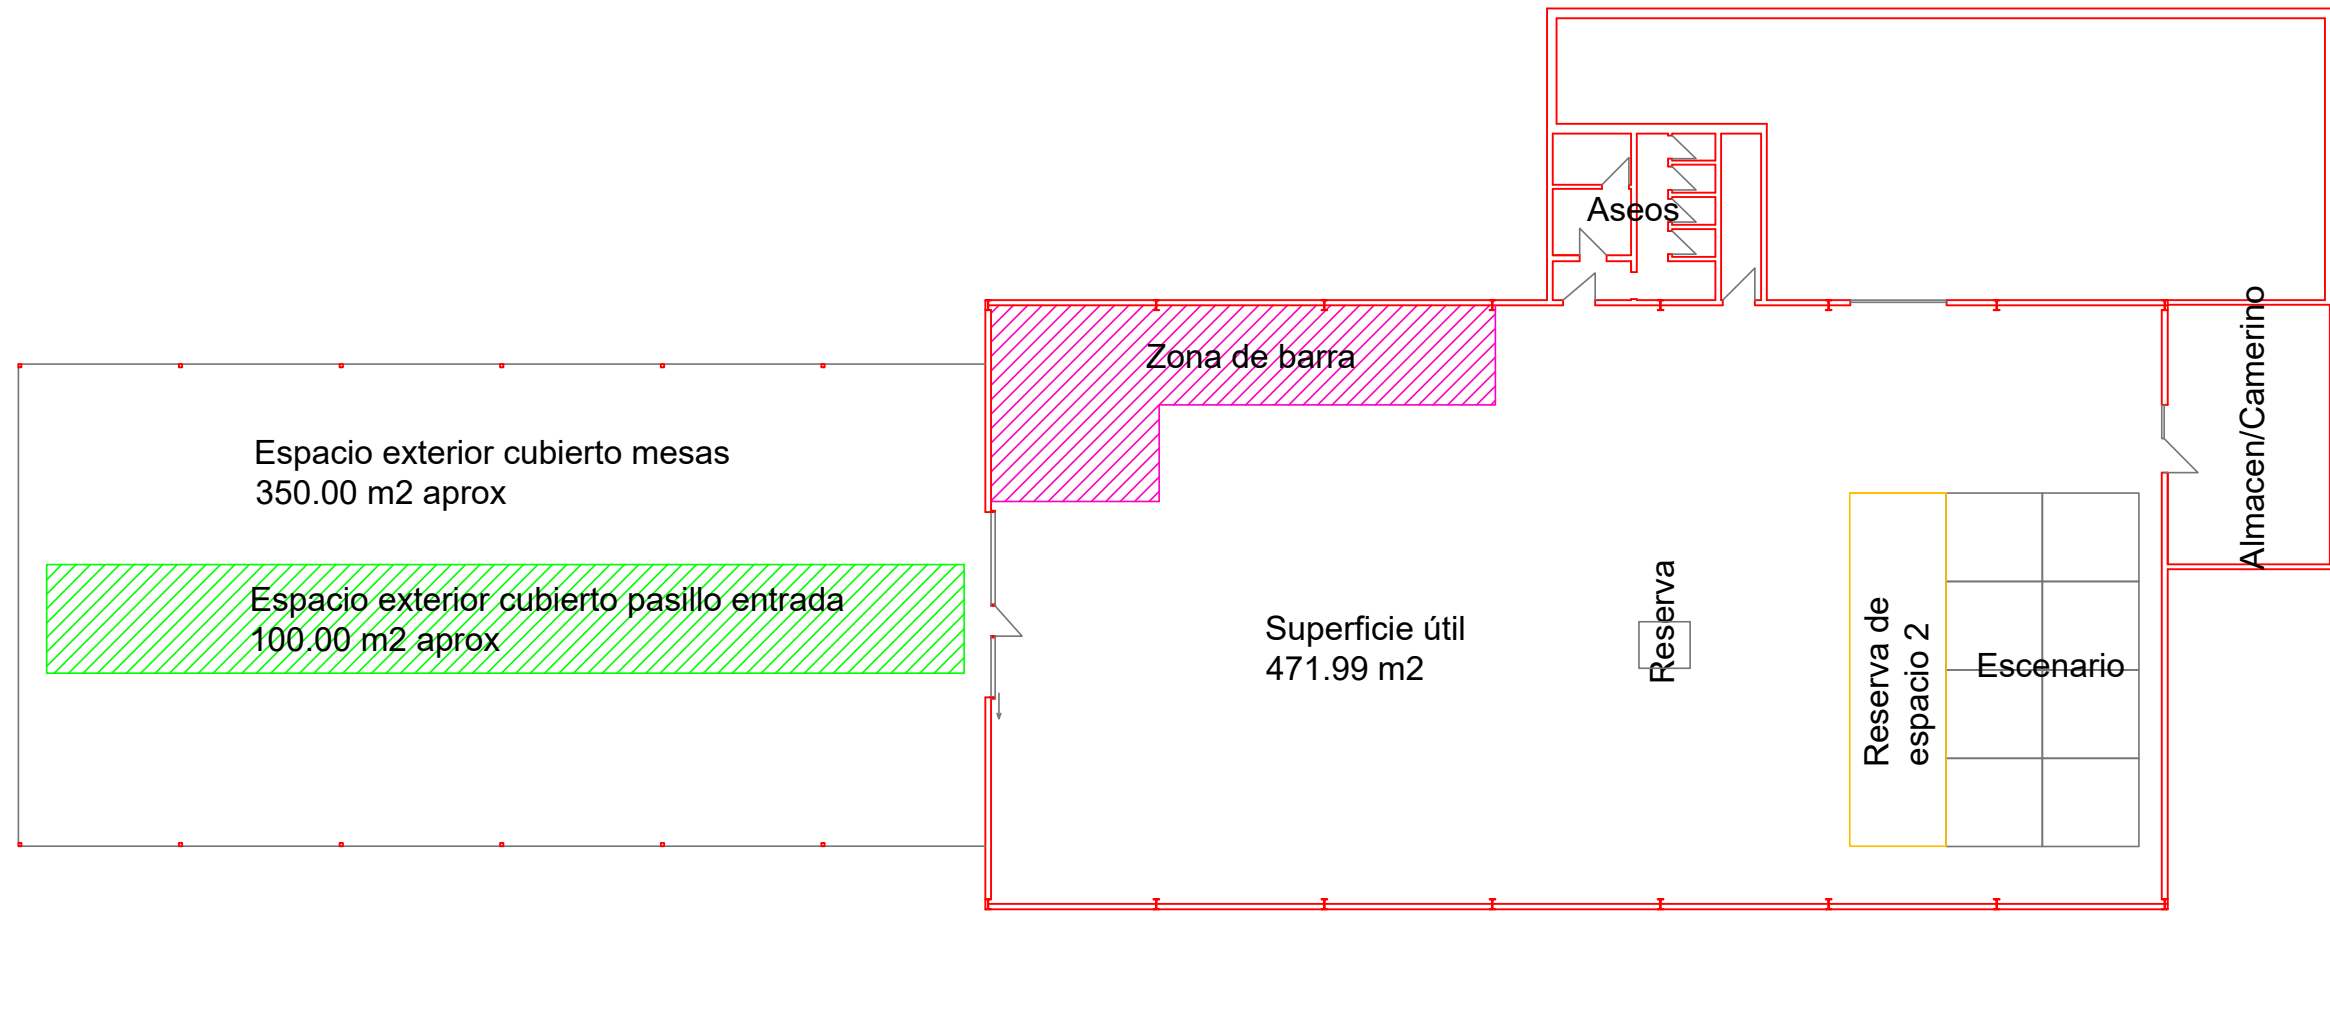 Aseos
Zona de barra
Almacen/Camerino
Espacio exterior cubierto mesas
350.00 m2 aprox
Espacio exterior cubierto pasillo entrada
100.00 m2 aprox
Superficie útil
471.99 m2
Reserva
Reserva de
espacio 2
Escenario